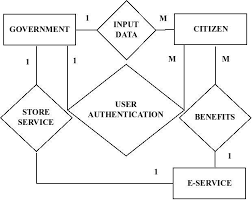 1 INPUT DATA M
GOVERNMENT CITIZEN
1 1 M M
STORE SERVICE
USER AUTHENTICATION
BENEFITS
1
1 E-SERVICE